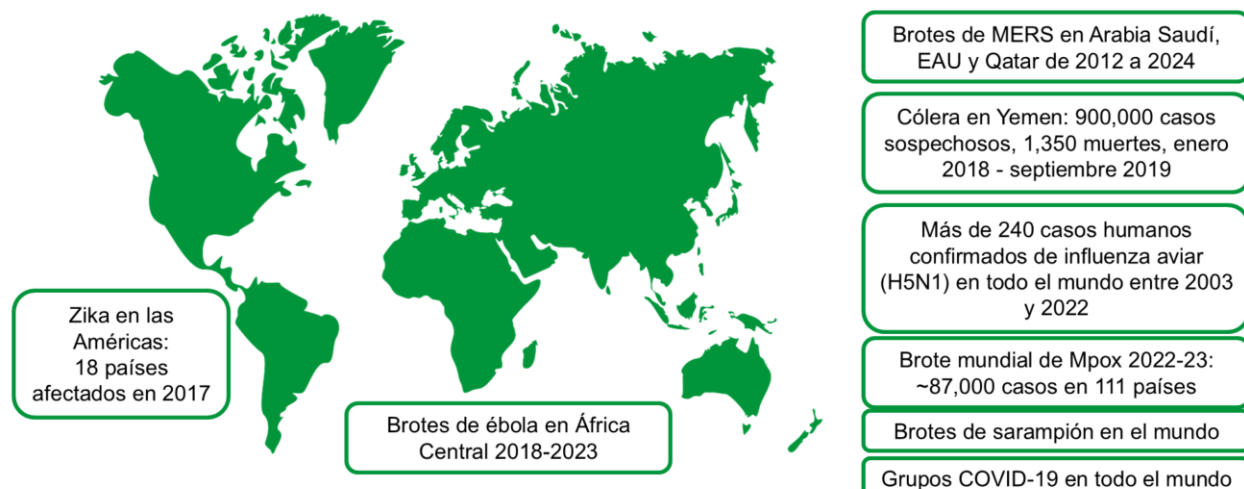 Brotes de MERS en Arabia Saudí,
EAU y Qatar de 2012 a 2024
Cólera en Yemen: 900,000 casos
sospechosos, 1,350 muertes, enero
2018 - septiembre 2019
Más de 240 casos humanos
confirmados de influenza aviar
(H5N1) en todo el mundo entre 2003
y 2022
Zika en las
Américas:
18 países
afectados en 2017
Brote mundial de Mpox 2022-23:
~87,000 casos en 111 países
Brotes de ébola en África
Central 2018-2023
Brotes de sarampión en el mundo
Grupos COVID-19 en todo el mundo